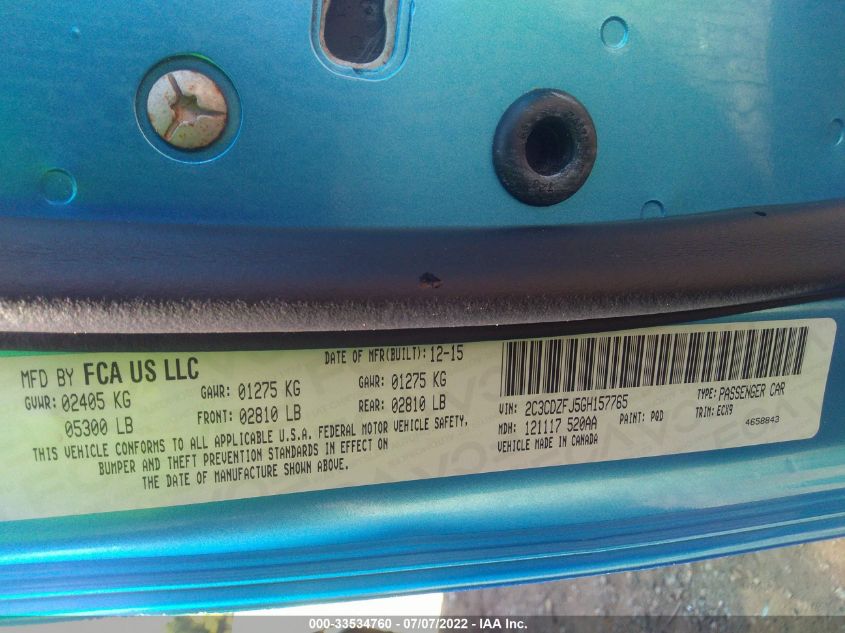 MFD BY FCA US LLC
DATE OF MFR(BUILT): 12-15
GVWR: 02405 KG
GAWR: 01275 KG
GAWR: 01275 KG
05300 LB
FRONT: 02810 LB
REAR: 02810 LB
THIS VEHICLE CONFORMS TO ALL APPLICABLE U.S.A. FEDERAL MOTOR VEHICLE SAFETY,
BUMPER AND THEFT PREVENTION STANDARDS IN EFFECT ON
THE DATE OF MANUFACTURE SHOWN ABOVE.
VIN: 2C3CDZFJ5GH157765
TYPE: PASSENGER CAR
MDH: 121117 520AA
PAINT: PQD
TRIM: ECX9
VEHICLE MADE IN CANADA
4658843
000-33534760 - 07/07/2022 - IAA Inc.